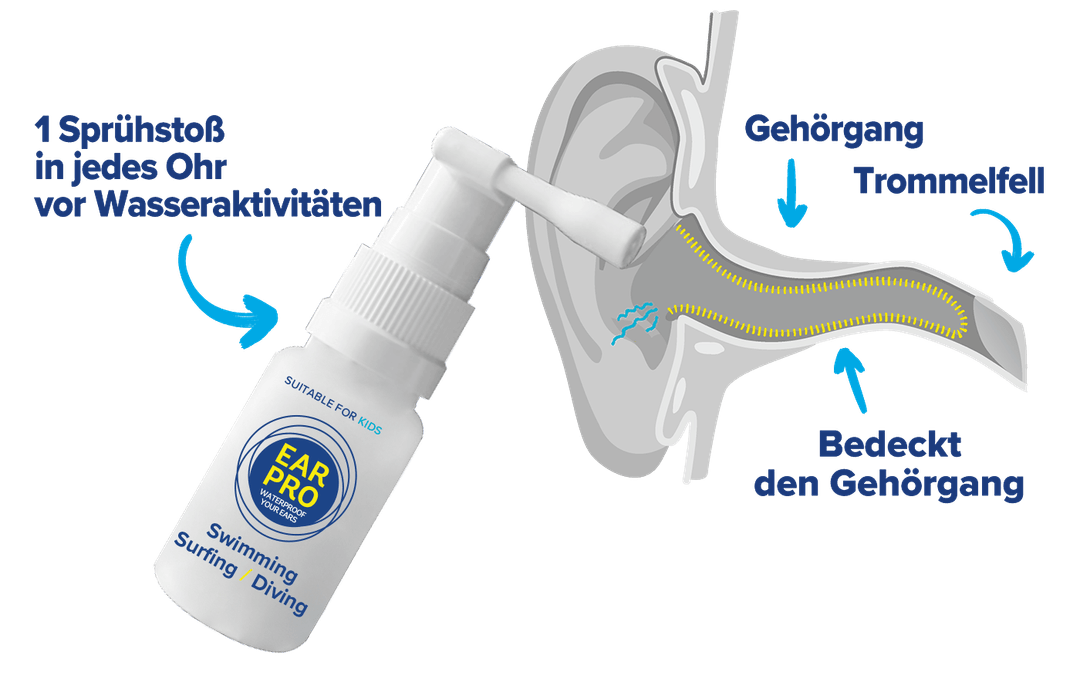 1 Sprühstoß
in jedes Ohr
vor Wasseraktivitäten
Gehörgang
Trommelfell
Bedeckt
den Gehörgang
SUITABLE FOR KIDS
EAR
PRO
WATERPROOF
YOUR EARS
Swimming
Surfing / Diving